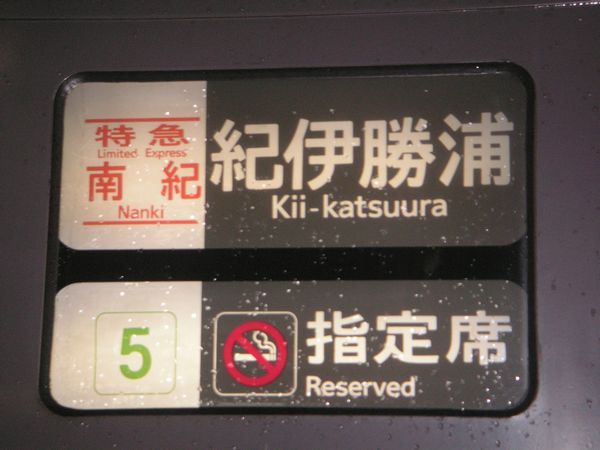 特急
Limited Express
南紀
Nanki
紀伊勝浦
Kii-katsuura
5
指定席
Reserved